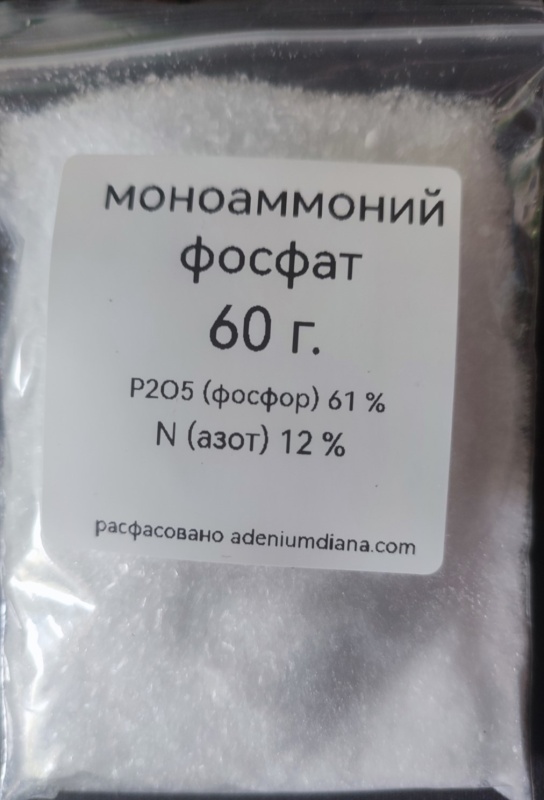 моноаммоний
фосфат
60 г.
P2O5 (фосфор) 61 %
N (азот) 12 %
расфасовано adeniumdiana.com